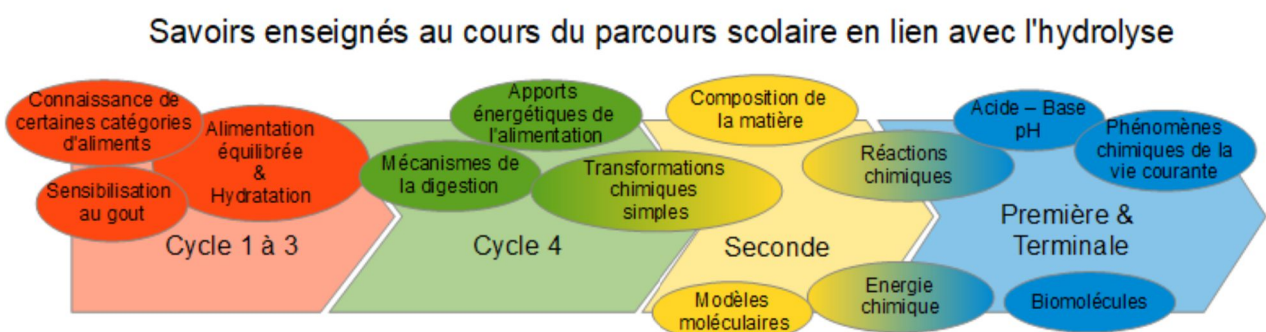 Savoirs enseignés au cours du parcours scolaire en lien avec l'hydrolyse
Connaissance de
certaines catégories
d'aliments
Alimentation
équilibrée
&
Hydratation
Sensibilisation
au gout
Cycle 1 à 3
Apports
énergétiques de
l'alimentation
Mécanismes de
la digestion
Transformations
chimiques
simples
Cycle 4
Composition de
la matière
Seconde
Modèles
moléculaires
Réactions
chimiques
Energie
chimique
Acide – Base
pH
Phénomènes
chimiques de la
vie courante
Première &
Terminale
Biomolécules